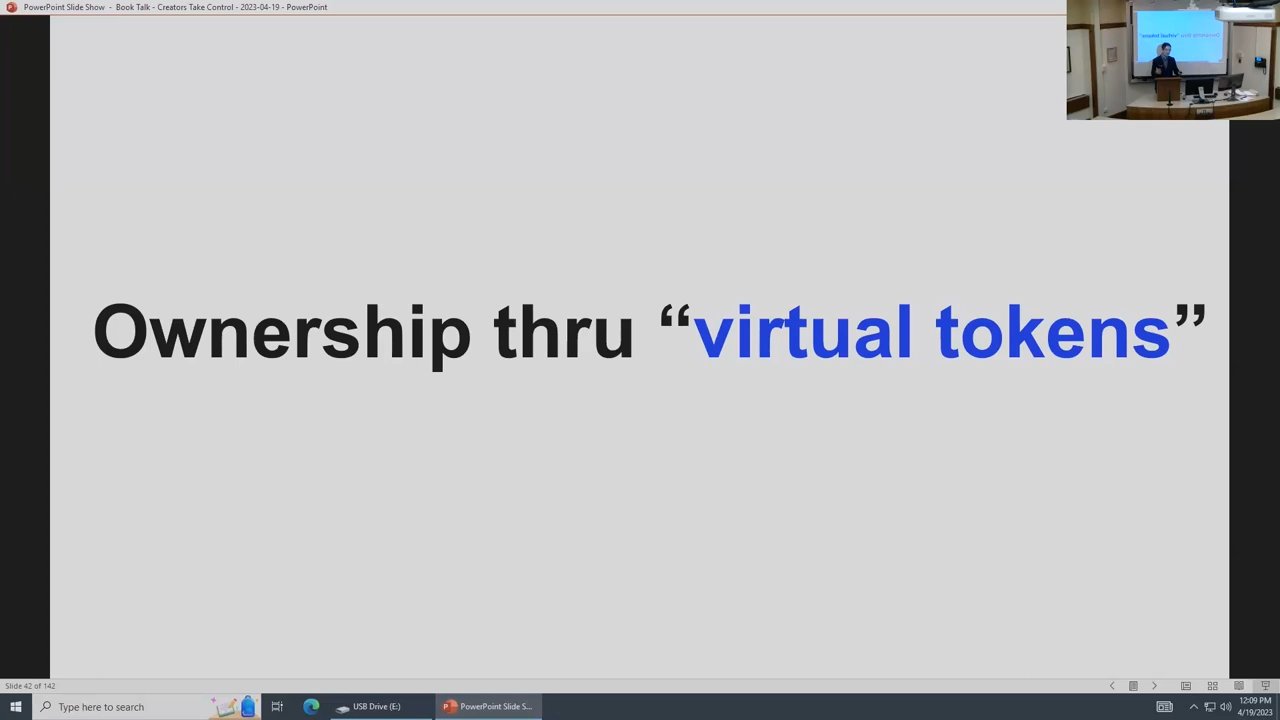 PowerPoint Slide Show - Book Talk - Creators Take Control - 2023-04-19 - PowerPoint
Ownership thru “virtual tokens”
Slide 42 of 142
Type here to search
USB Drive (E:)
PowerPoint Slide S...
12:09 PM
4/19/2023